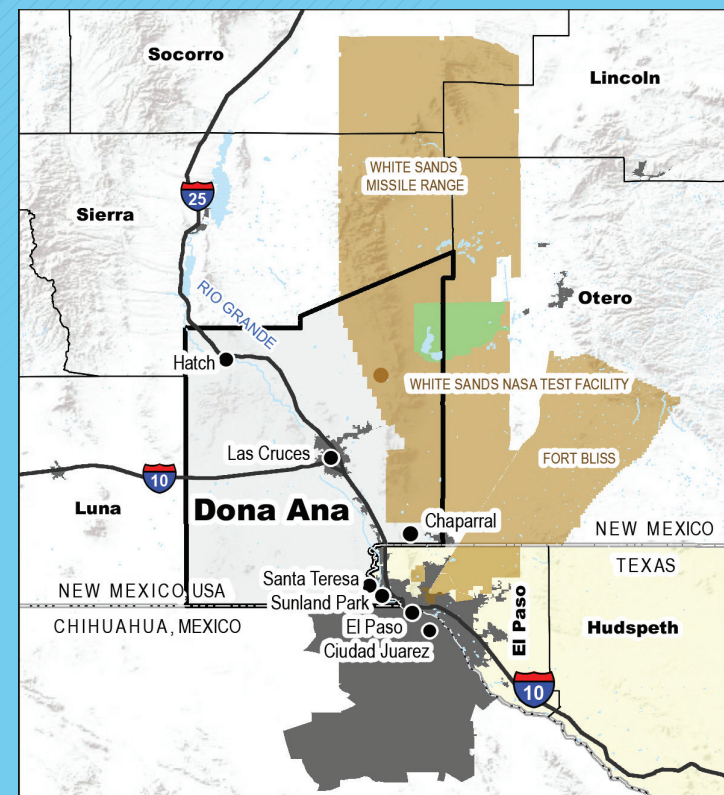 Socorro
Lincoln
WHITE SANDS
MISSILE RANGE
25
Sierra
RIO GRANDE
Otero
Hatch
WHITE SANDS NASA TEST FACILITY
Las Cruces
FORT BLISS
10
Luna
Dona Ana
Chaparral
NEW MEXICO
TEXAS
Santa Teresa
NEW MEXICO, USA
Sunland Park
CHIHUAHUA, MEXICO
El Paso
El Paso
Hudspeth
Ciudad Juarez
10